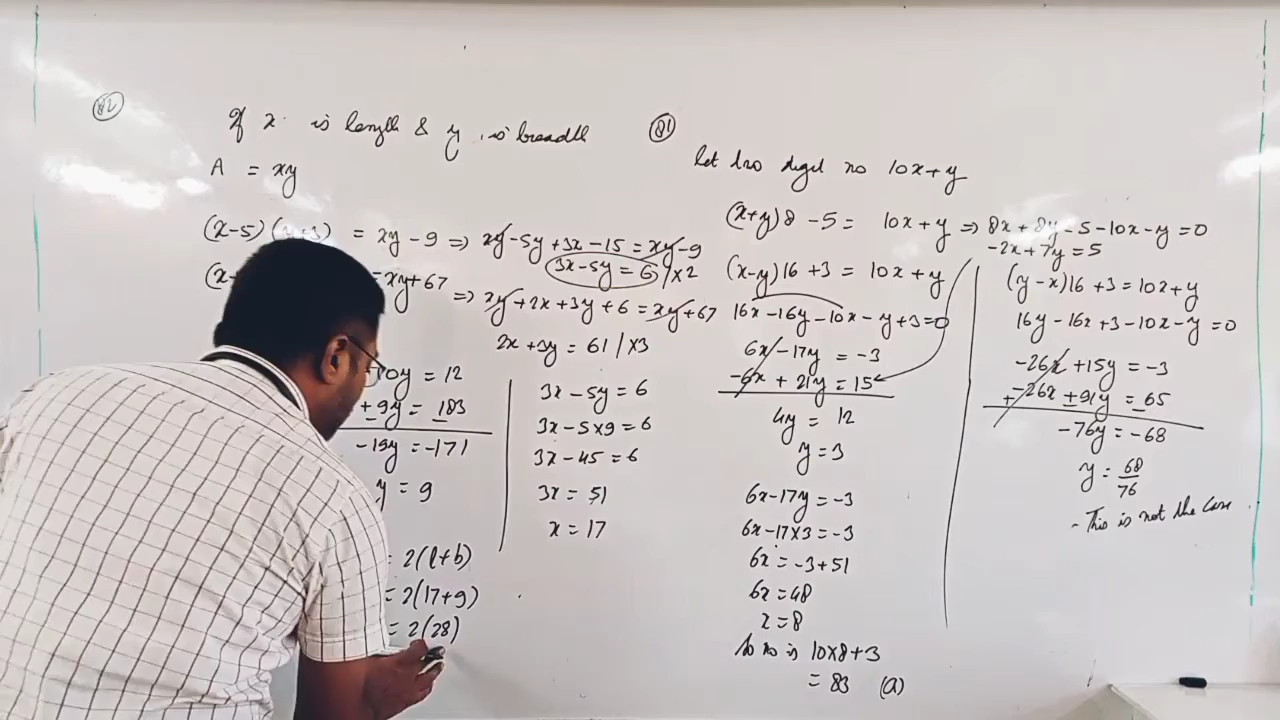 Q2
If x is length & y is breadth
A = xy
(x-5)(y+3) = xy - 9 ⇒ xy - 5y + 3x - 15 = xy - 9
3x - 5y = 6 / x2
= xy + 67 ⇒ xy + 2x + 3y + 6 = xy + 67
2x + 3y = 61 / x3
10y = 12
+ 9y = 183
-19y = -171
y = 9
= 2(l+b)
= 2(17+9)
= 2(28)
3x - 5y = 6
3x - 5x9 = 6
3x - 45 = 6
3x = 51
x = 17
Q1
let two digit no 10x+y
(x+y)8 - 5 = 10x+y ⇒ 8x + 8y - 5 - 10x - y = 0
-2x + 7y = 5
(x-y)16 + 3 = 10x+y
16x - 16y - 10x - y + 3 = 0
6x - 17y = -3
-6x + 21y = 15
4y = 12
y = 3
6x - 17y = -3
6x - 17x3 = -3
6x = -3 + 51
6x = 48
x = 8
So no is 10x8+3
= 83 (a)
(y-x)16 + 3 = 10x+y
16y - 16x + 3 - 10x - y = 0
-26x + 15y = -3
-26x + 91y = 65
-76y = -68
y = 68/76
- This is not the case